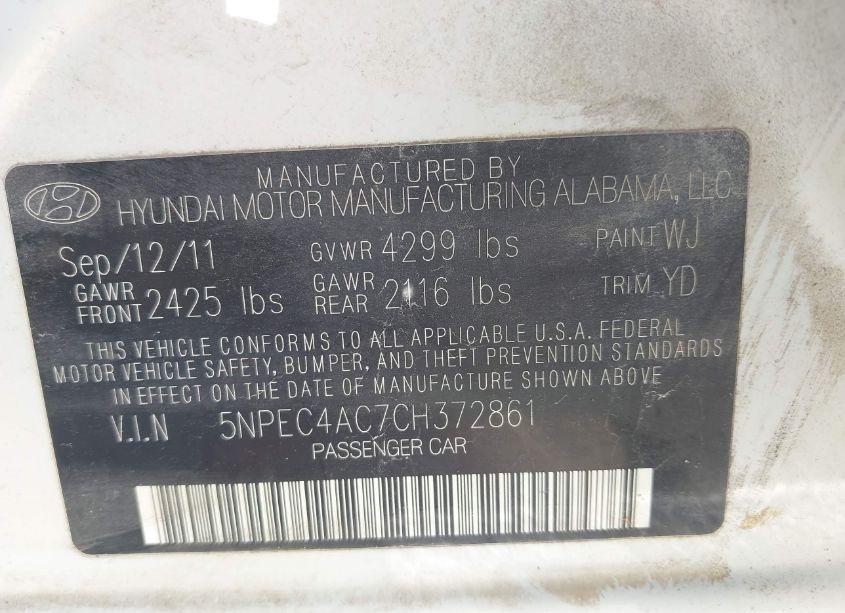 MANUFACTURED BY
HYUNDAI MOTOR MANUFACTURING ALABAMA, LLC
Sep/12/11 GVWR 4299 lbs PAINT WJ
GAWR FRONT 2425 lbs GAWR REAR 2116 lbs TRIM YD
THIS VEHICLE CONFORMS TO ALL APPLICABLE U.S.A. FEDERAL
MOTOR VEHICLE SAFETY, BUMPER, AND THEFT PREVENTION STANDARDS
IN EFFECT ON THE DATE OF MANUFACTURE SHOWN ABOVE
V.I.N 5NPEC4AC7CH372861
PASSENGER CAR